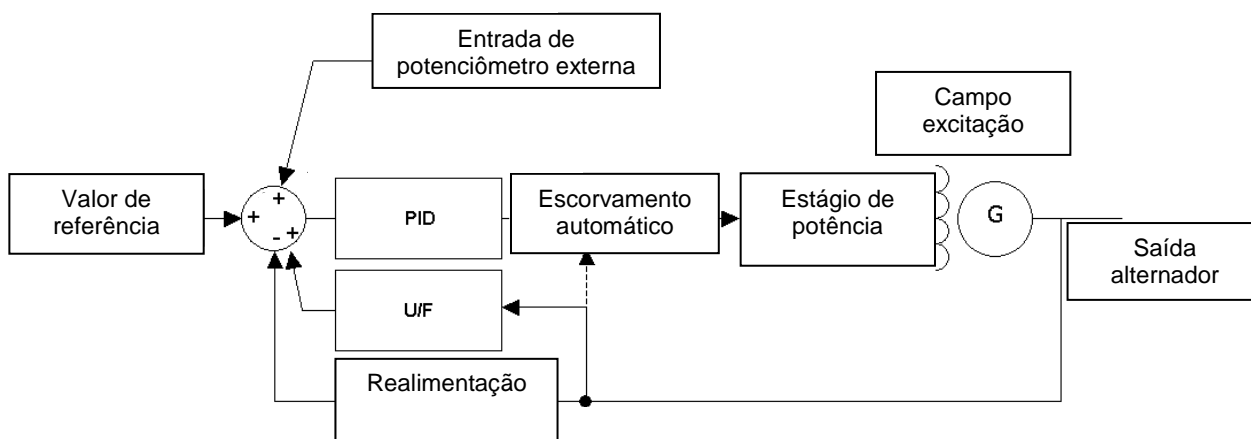 Entrada de
potenciômetro externa
Campo
excitação
Valor de
referência
+
+
- +
PID
Escorvamento
automático
Estágio de
potência
G
Saída
alternador
U/F
Realimentação